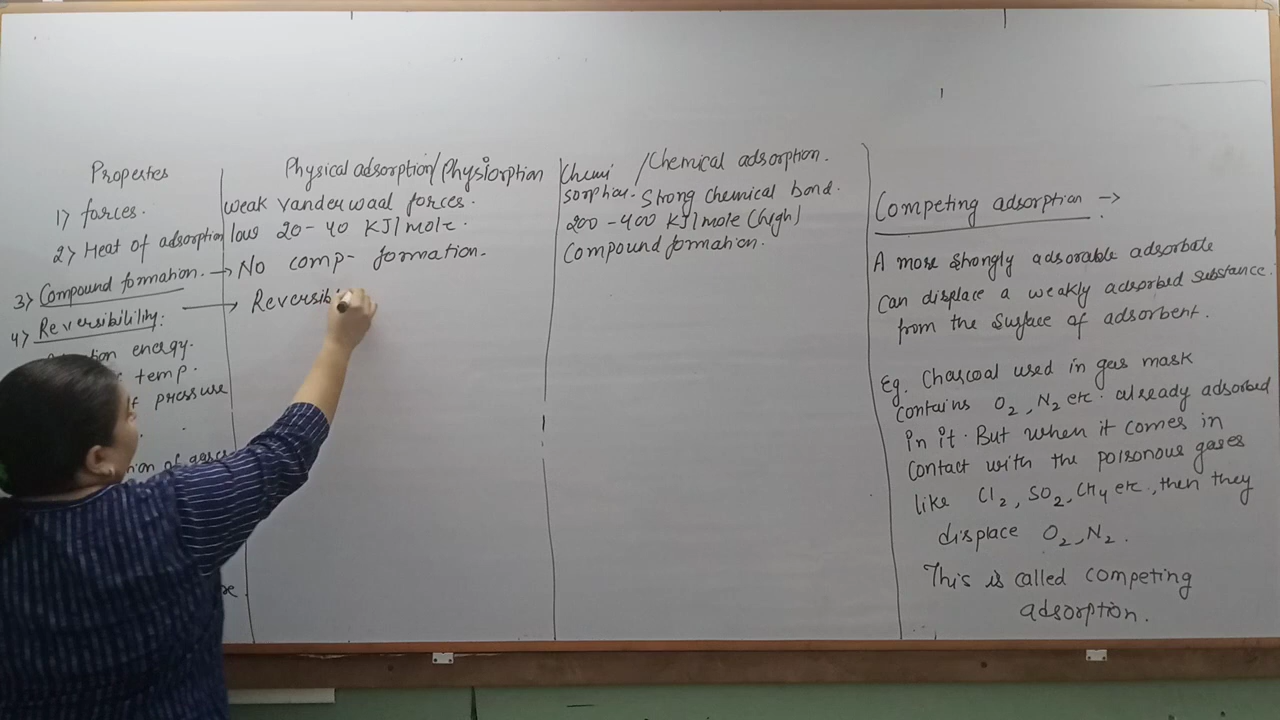 Properties
1) forces.
2) Heat of adsorption
3) Compound formation. →
4) Reversibility: →
energy.
temp.
pressure
of gases
Physical adsorption/Physiorption
weak vanderwaal forces.
low 20-40 KJ/mole.
No comp- formation.
Reversib
Chemi /Chemical adsorption.
sorption. Strong chemical bond.
200-400 KJ/mole (high)
Compound formation.
Competing adsorption :→
A more strongly adsorable adsorbate
Can displace a weakly adsorbed substance
from the surface of adsorbent.
Eg. Charcoal used in gas mask
contains O₂, N₂ etc. already adsorbed
in it. But when it comes in
contact with the poisonous gases
like Cl₂, SO₂, CH₄ etc., then they
displace O₂, N₂.
This is called competing
adsorption.